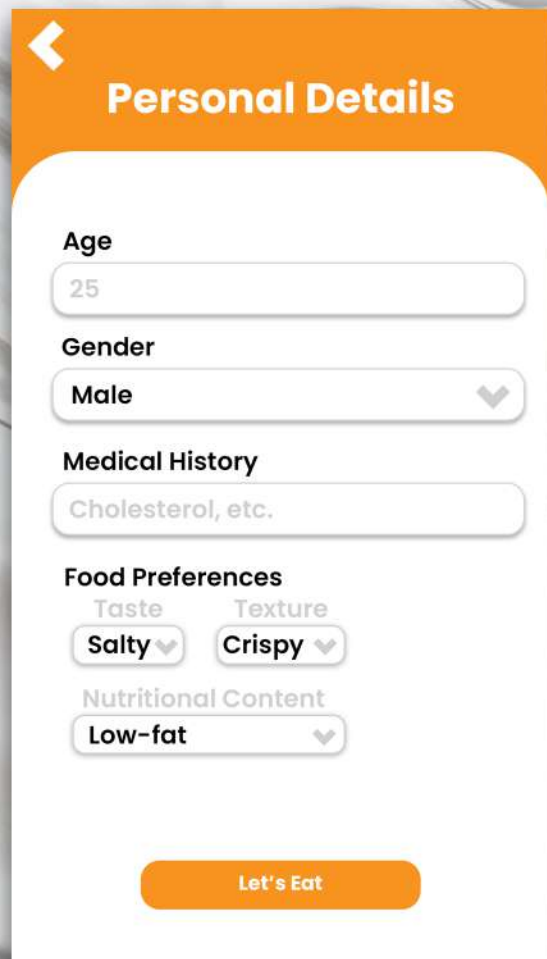 Personal Details
Age
25
Gender
Male
Medical History
Cholesterol, etc.
Food Preferences
Taste Texture
Salty Crispy
Nutritional Content
Low-fat
Let's Eat